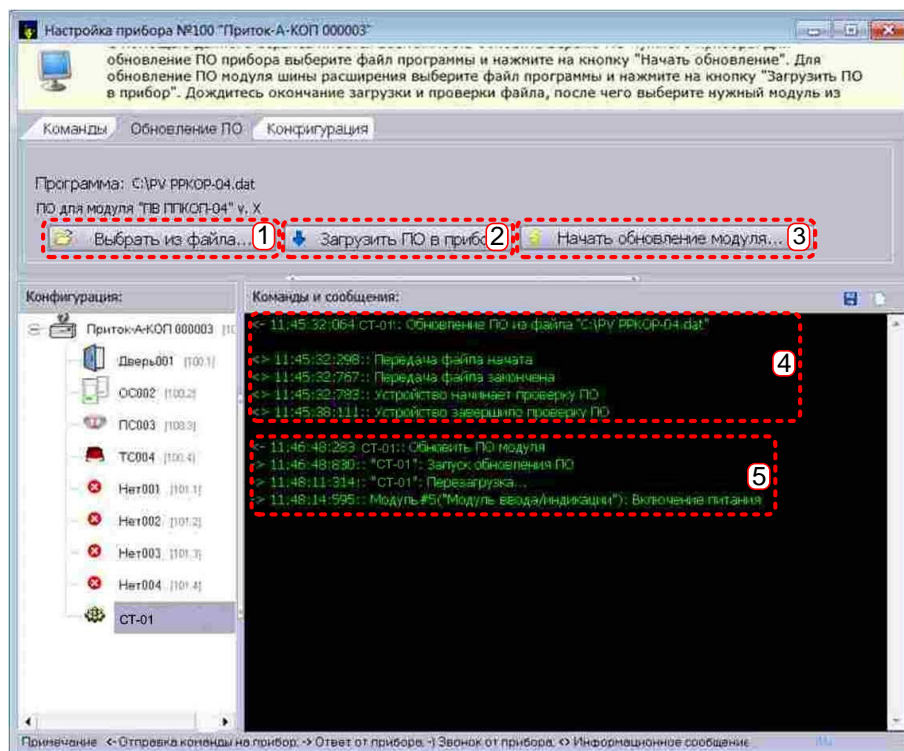 Настройка прибора №100 "Приток-А-КОП 000003"
обновление ПО прибора выберите файл программы и нажмите на кнопку "Начать обновление". Для
обновление ПО модуля шины расширения выберите файл программы и нажмите на кнопку "Загрузить ПО
в прибор". Дождитесь окончание загрузки и проверки файла, после чего выберите нужный модуль из
Команды Обновление ПО Конфигурация
Программа: C:\PV PPKOP-04.dat
ПО для модуля "ПВ ППКОП-04" v. X
Выбрать из файла... 1 Загрузить ПО в прибо 2 Начать обновление модуля... 3
Конфигурация:
Приток-А-КОП 000003
Дверь001 [100.1]
ОС002 [100.2]
ПС003 [100.3]
ТС004 [100.4]
Нет001 [101.1]
Нет002 [101.2]
Нет003 [101.3]
Нет004 [101.4]
СТ-01
Команды и сообщения:
<- 11:45:32:064 СТ-01:: Обновление ПО из файла "C:\PV PPKOP-04.dat"
<> 11:45:32:298:: Передача файла начата
<> 11:45:32:767:: Передача файла закончена
<> 11:45:32:783:: Устройство начинает проверку ПО
<> 11:45:38:111:: Устройство завершило проверку ПО
4
<- 11:46:48:283 СТ-01:: Обновить ПО модуля
> 11:46:48:830:: "СТ-01": Запуск обновления ПО
> 11:48:11:314:: "СТ-01": Перезагрузка...
> 11:48:14:595:: Модуль #5("Модуль ввода/индикации"): Включение питания
5
Примечание <- Отправка команды на прибор; -> Ответ от прибора; -| Звонок от прибора; <> Информационное сообщение